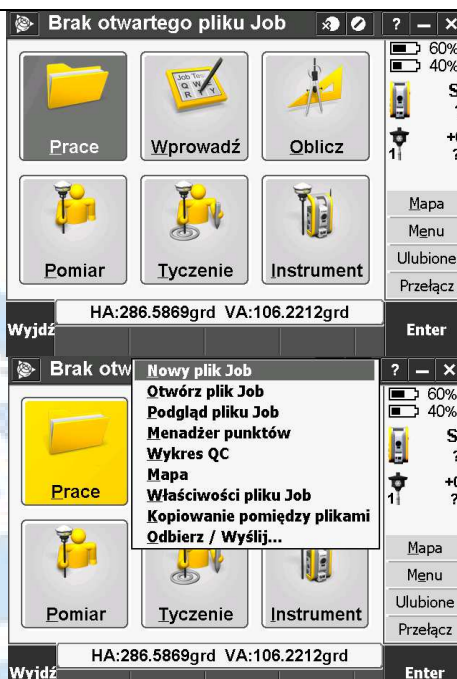 Brak otwartego pliku Job ? – ×
60%
40%
S
Prace Wprowadź Oblicz
1 ?
Mapa
Menu
Ulubione
Pomiar Tyczenie Instrument
Przełącz
HA:286.5869grd VA:106.2212grd
Wyjdź Enter
Brak otw ? – ×
Nowy plik Job
60%
Otwórz plik Job
40%
Podgląd pliku Job
Menadżer punktów
S
Wykres QC
?
Mapa
Prace Właściwości pliku Job
Kopiowanie pomiędzy plikami
1 ?
Odbierz / Wyślij...
Mapa
Menu
Ulubione
Pomiar Tyczenie Instrument
Przełącz
HA:286.5869grd VA:106.2212grd
Wyjdź Enter